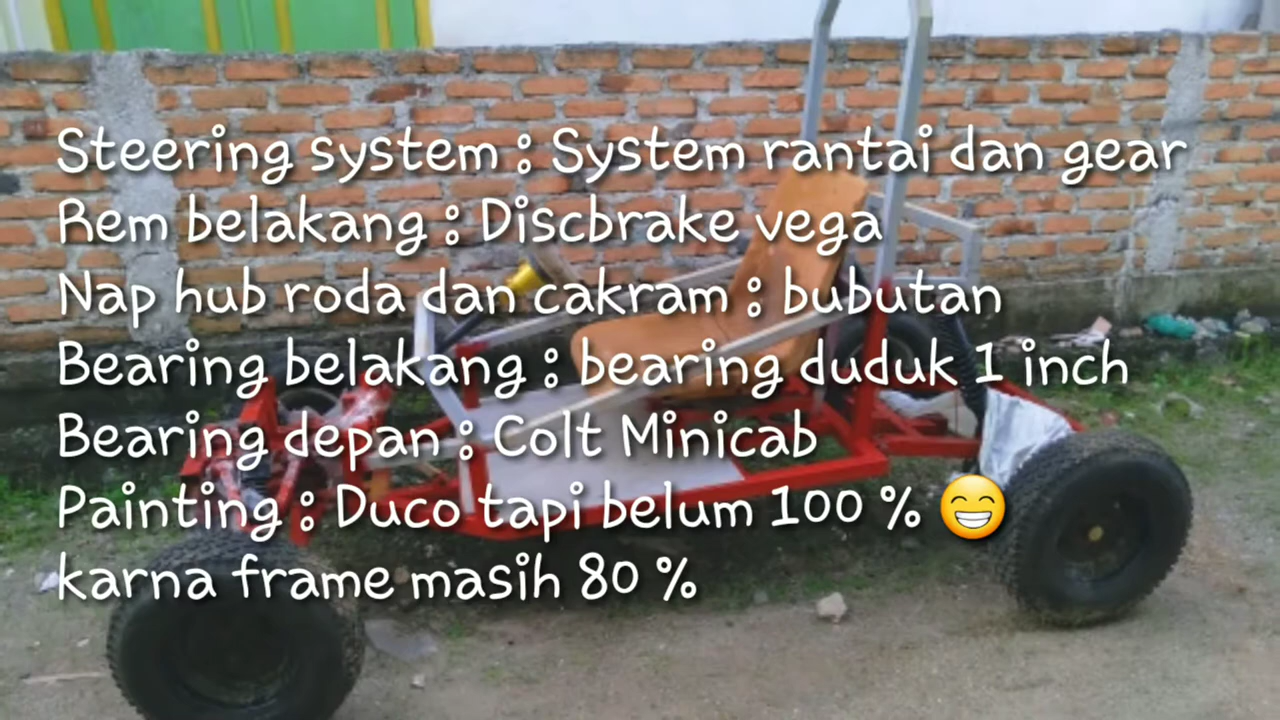 Steering system : System rantai dan gear
Rem belakang : Discbrake vega
Nap hub roda dan cakram : bubutan
Bearing belakang : bearing duduk 1 inch
Bearing depan : Colt Minicab
Painting : Duco tapi belum 100 % 😁
karna frame masih 80 %